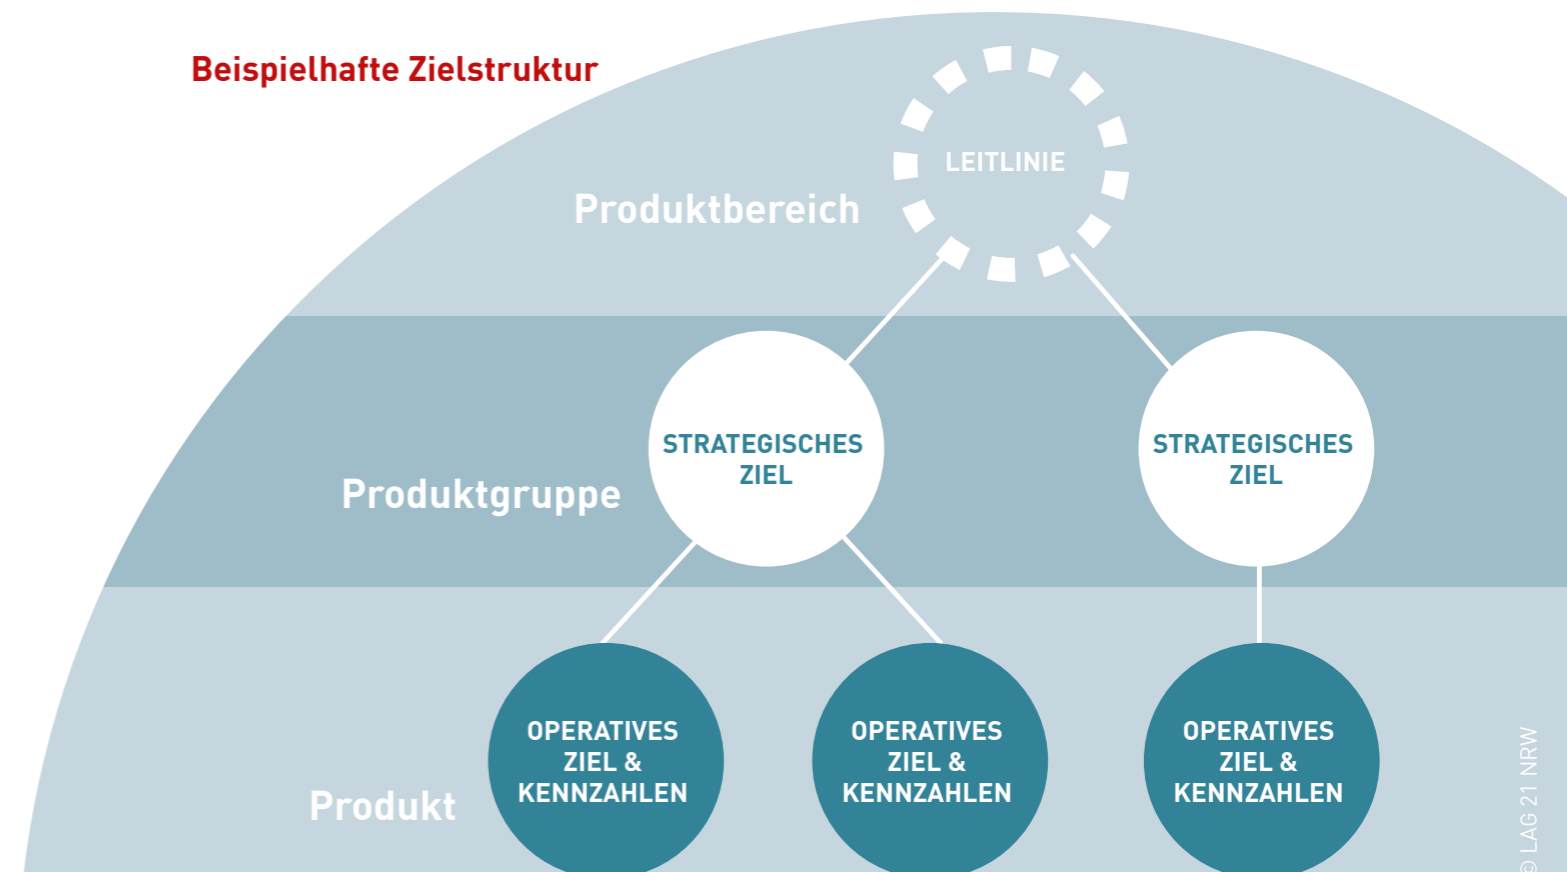 Beispielhafte Zielstruktur
LEITLINIE
Produktbereich
STRATEGISCHES
ZIEL
STRATEGISCHES
ZIEL
Produktgruppe
OPERATIVES
ZIEL &
KENNZAHLEN
OPERATIVES
ZIEL &
KENNZAHLEN
OPERATIVES
ZIEL &
KENNZAHLEN
Produkt
© LAG 21 NRW